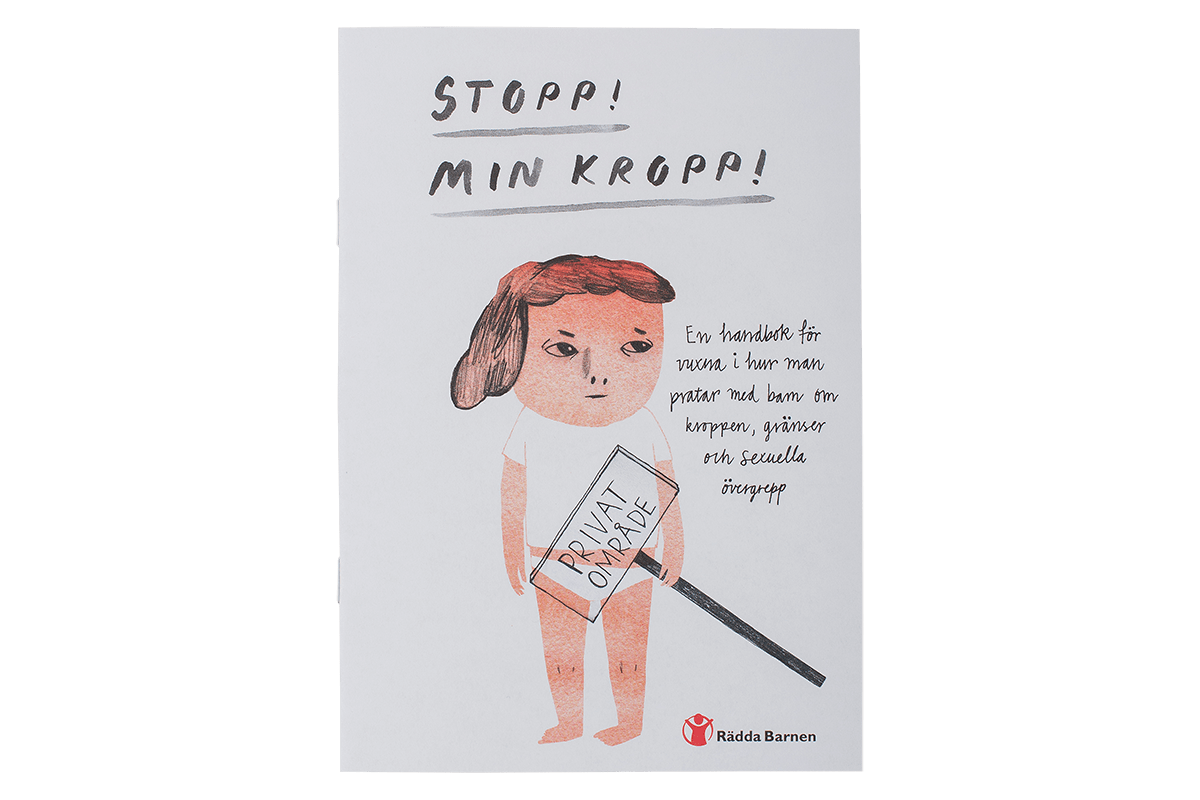 STOPP!
MIN KROPP!
En handbok för
vuxna i hur man
pratar med barn om
kroppen, gränser
och sexuella
övergrepp
PRIVAT
OMRÅDE
Rädda Barnen